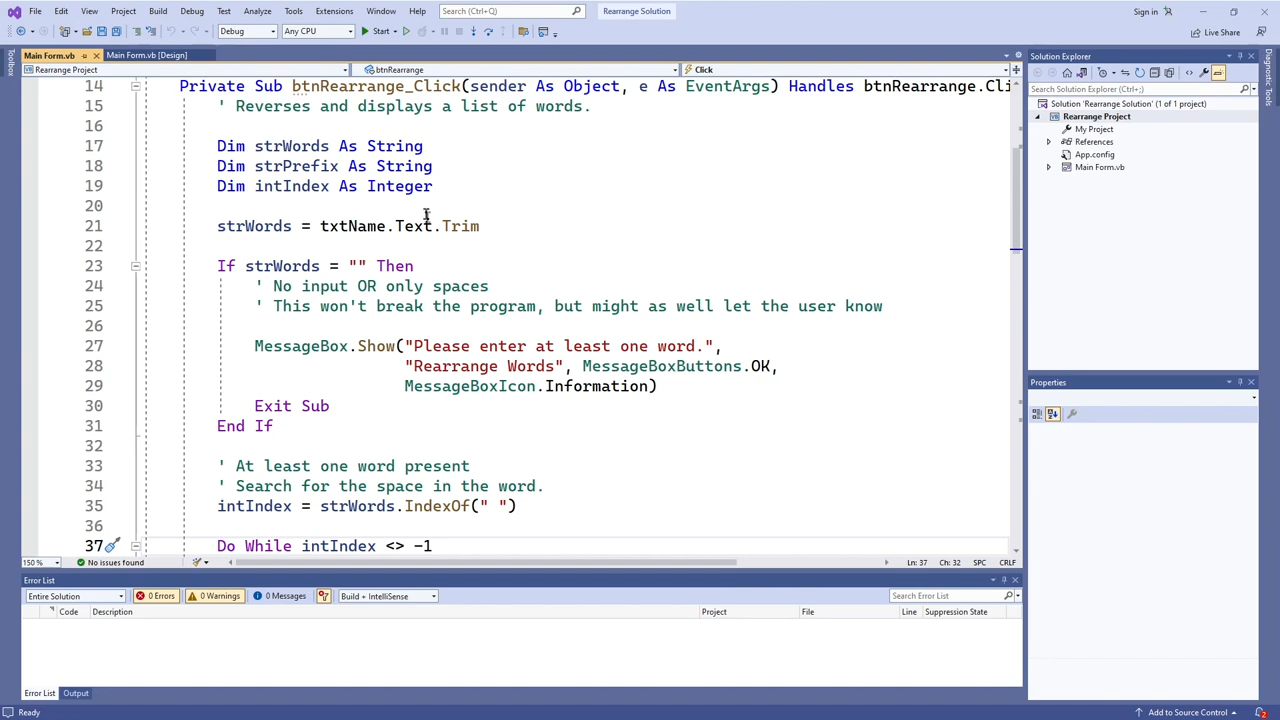 File Edit View Project Build Debug Test Analyze Tools Extensions Window Help Search (Ctrl+Q) Rearrange Solution Sign in
Debug Any CPU Start Live Share
Main Form.vb Main Form.vb [Design]
Rearrange Project btnRearrange Click
14 Private Sub btnRearrange_Click(sender As Object, e As EventArgs) Handles btnRearrange.Cli
15 ' Reverses and displays a list of words.
16
17 Dim strWords As String
18 Dim strPrefix As String
19 Dim intIndex As Integer
20
21 strWords = txtName.Text.Trim
22
23 If strWords = "" Then
24 ' No input OR only spaces
25 ' This won't break the program, but might as well let the user know
26
27 MessageBox.Show("Please enter at least one word.",
28 "Rearrange Words", MessageBoxButtons.OK,
29 MessageBoxIcon.Information)
30 Exit Sub
31 End If
32
33 ' At least one word present
34 ' Search for the space in the word.
35 intIndex = strWords.IndexOf(" ")
36
37 Do While intIndex <> -1
150 % No issues found Ln: 37 Ch: 32 SPC CRLF
Error List
Entire Solution 0 Errors 0 Warnings 0 Messages Build + IntelliSense Search Error List
Code Description Project File Line Suppression State
Error List Output
Ready Add to Source Control 2
Solution Explorer
Search Solution Explorer (Ctrl+;)
Solution 'Rearrange Solution' (1 of 1 project)
Rearrange Project
My Project
References
App.config
Main Form.vb
Properties
Toolbox
Diagnostic Tools